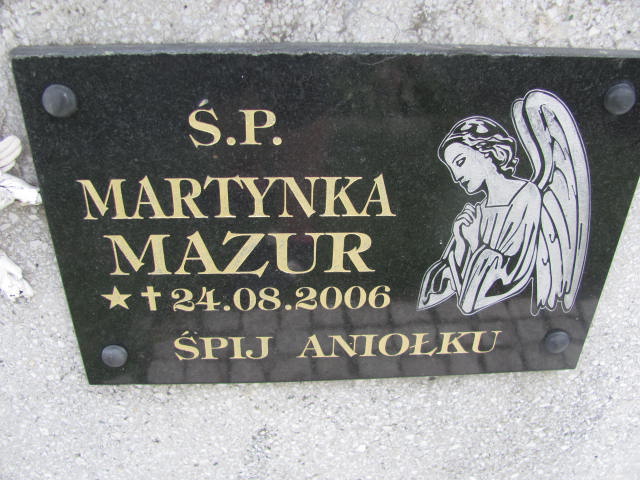 Ś.P.
MARTYNKA
MAZUR
★ ✝ 24.08.2006
ŚPIJ ANIOŁKU